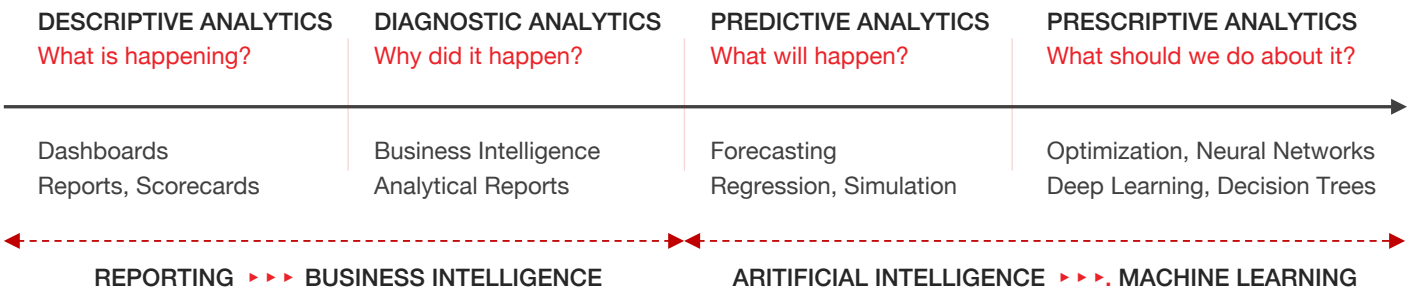 DESCRIPTIVE ANALYTICS
What is happening?
DIAGNOSTIC ANALYTICS
Why did it happen?
PREDICTIVE ANALYTICS
What will happen?
PRESCRIPTIVE ANALYTICS
What should we do about it?
Dashboards
Reports, Scorecards
Business Intelligence
Analytical Reports
Forecasting
Regression, Simulation
Optimization, Neural Networks
Deep Learning, Decision Trees
REPORTING ▸ ▸ ▸ BUSINESS INTELLIGENCE
ARITIFICIAL INTELLIGENCE ▸ ▸ ▸. MACHINE LEARNING